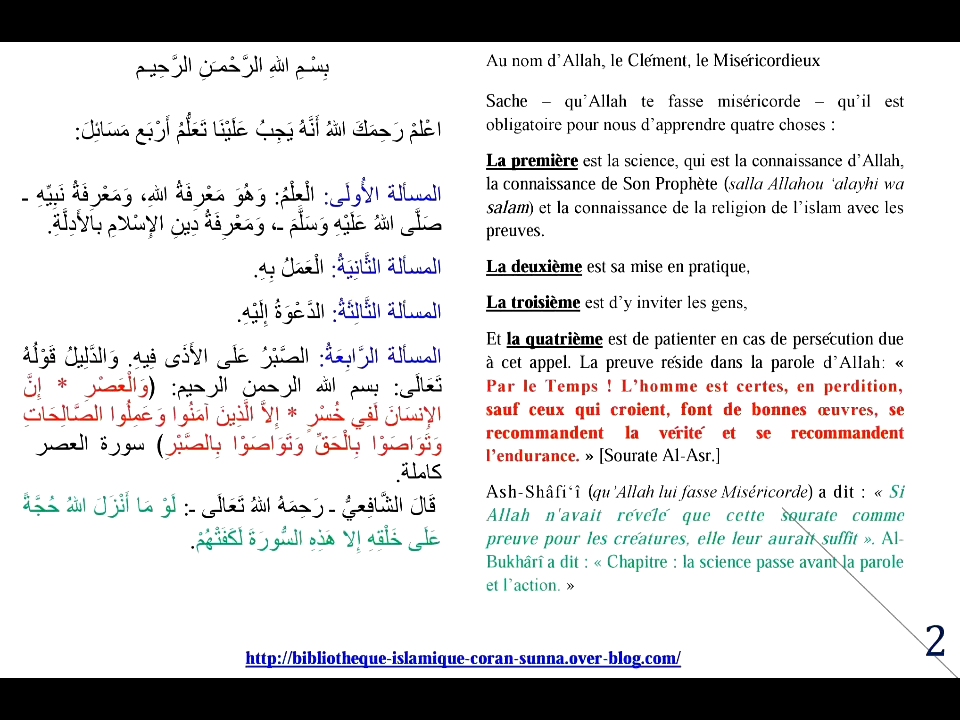 بِسْمِ اللهِ الرَّحْمَـنِ الرَّحِيـم
اعْلَمْ رَحِمَكَ اللهُ أَنَّهُ يَجِبُ عَلَيْنَا تَعَلُّمُ أَرْبَع مَسَائِلَ:
المسألة الأُولَى: الْعِلْمُ: وَهُوَ مَعْرِفَةُ اللهِ، وَمَعْرِفَةُ نَبِيِّهِ ـ
صَلَّى اللهُ عَلَيْهِ وَسَلَّمَ ـ، وَمَعْرِفَةُ دِينِ الإِسْلامِ بالأَدِلَّةِ.
المسألة الثَّانِيَةُ: الْعَمَلُ بِهِ.
المسألة الثَّالِثَةُ: الدَّعْوَةُ إِلَيْهِ.
المسألة الرَّابِعَةُ: الصَّبْرُ عَلَى الأَذَى فِيهِ. وَالدَّلِيلُ قَوْلُهُ
تَعَالَى: بسم الله الرحمن الرحيم: (وَالْعَصْرِ * إِنَّ
الإِنسَانَ لَفِي خُسْرٍ * إِلاَّ الَّذِينَ آمَنُوا وَعَمِلُوا الصَّالِحَاتِ
وَتَوَاصَوْا بِالْحَقِّ وَتَوَاصَوْا بِالصَّبْرِ) سورة العصر
كاملة.
قَالَ الشَّافِعِيُّ ـ رَحِمَهُ اللهُ تَعَالَى ـ: لَوْ مَا أَنْزَلَ اللهُ حُجَّةً
عَلَى خَلْقِهِ إِلا هَذِهِ السُّورَةَ لَكَفَتْهُمْ.
Au nom d'Allah, le Clément, le Miséricordieux
Sache – qu'Allah te fasse miséricorde – qu'il est
obligatoire pour nous d'apprendre quatre choses :
La première est la science, qui est la connaissance d'Allah,
la connaissance de Son Prophète (salla Allahou 'alayhi wa
salam) et la connaissance de la religion de l'islam avec les
preuves.
La deuxième est sa mise en pratique,
La troisième est d'y inviter les gens,
Et la quatrième est de patienter en cas de persécution due
à cet appel. La preuve réside dans la parole d'Allah: «
Par le Temps ! L'homme est certes, en perdition,
sauf ceux qui croient, font de bonnes œuvres, se
recommandent la vérité et se recommandent
l'endurance. » [Sourate Al-Asr.]
Ash-Shâfi'î (qu'Allah lui fasse Miséricorde) a dit : « Si
Allah n'avait révélé que cette sourate comme
preuve pour les créatures, elle leur aurait suffit ». Al-
Bukhârî a dit : « Chapitre : la science passe avant la parole
et l'action. »
http://bibliotheque-islamique-coran-sunna.over-blog.com/
2